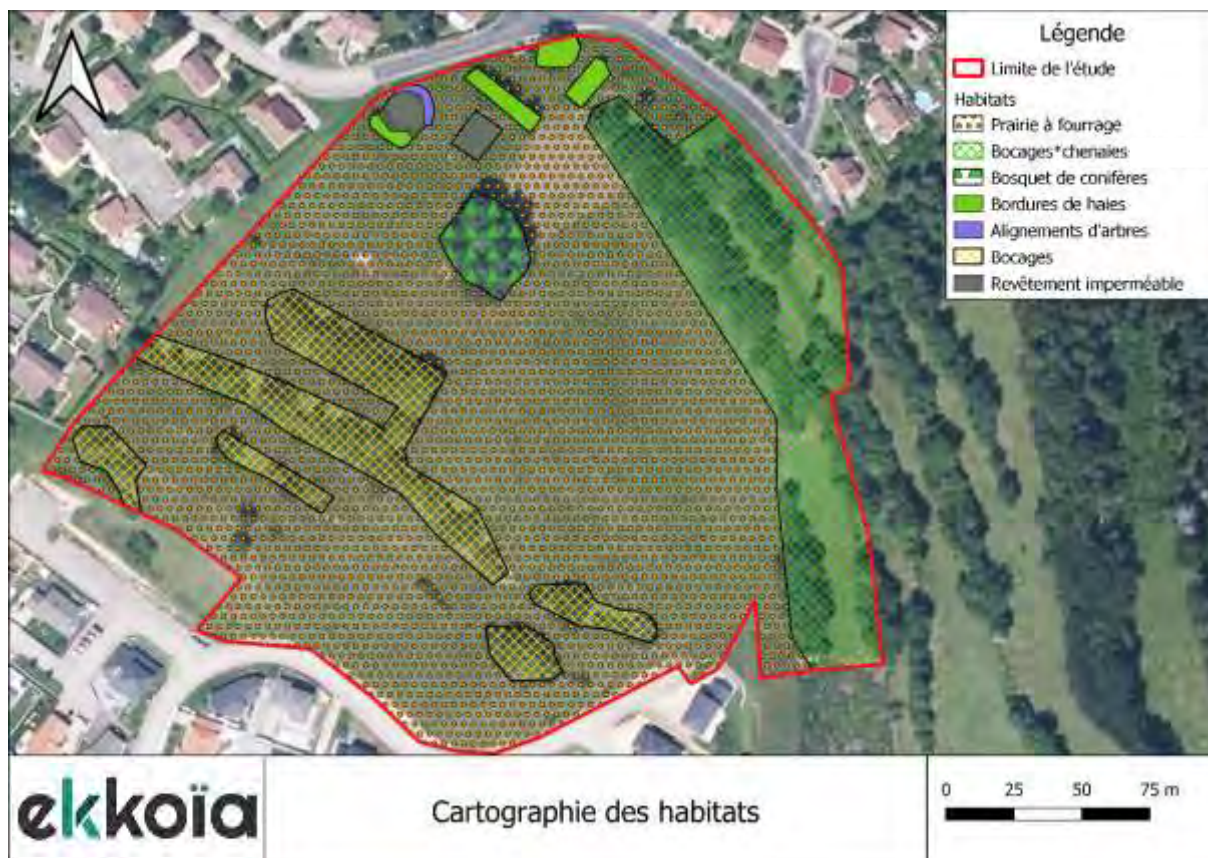 Légende
Limite de l'étude
Habitats
Prairie à fourrage
Bocages*chenaies
Bosquet de conifères
Bordures de haies
Alignements d'arbres
Bocages
Revêtement imperméable
ekkoïa
Cartographie des habitats
0 25 50 75 m